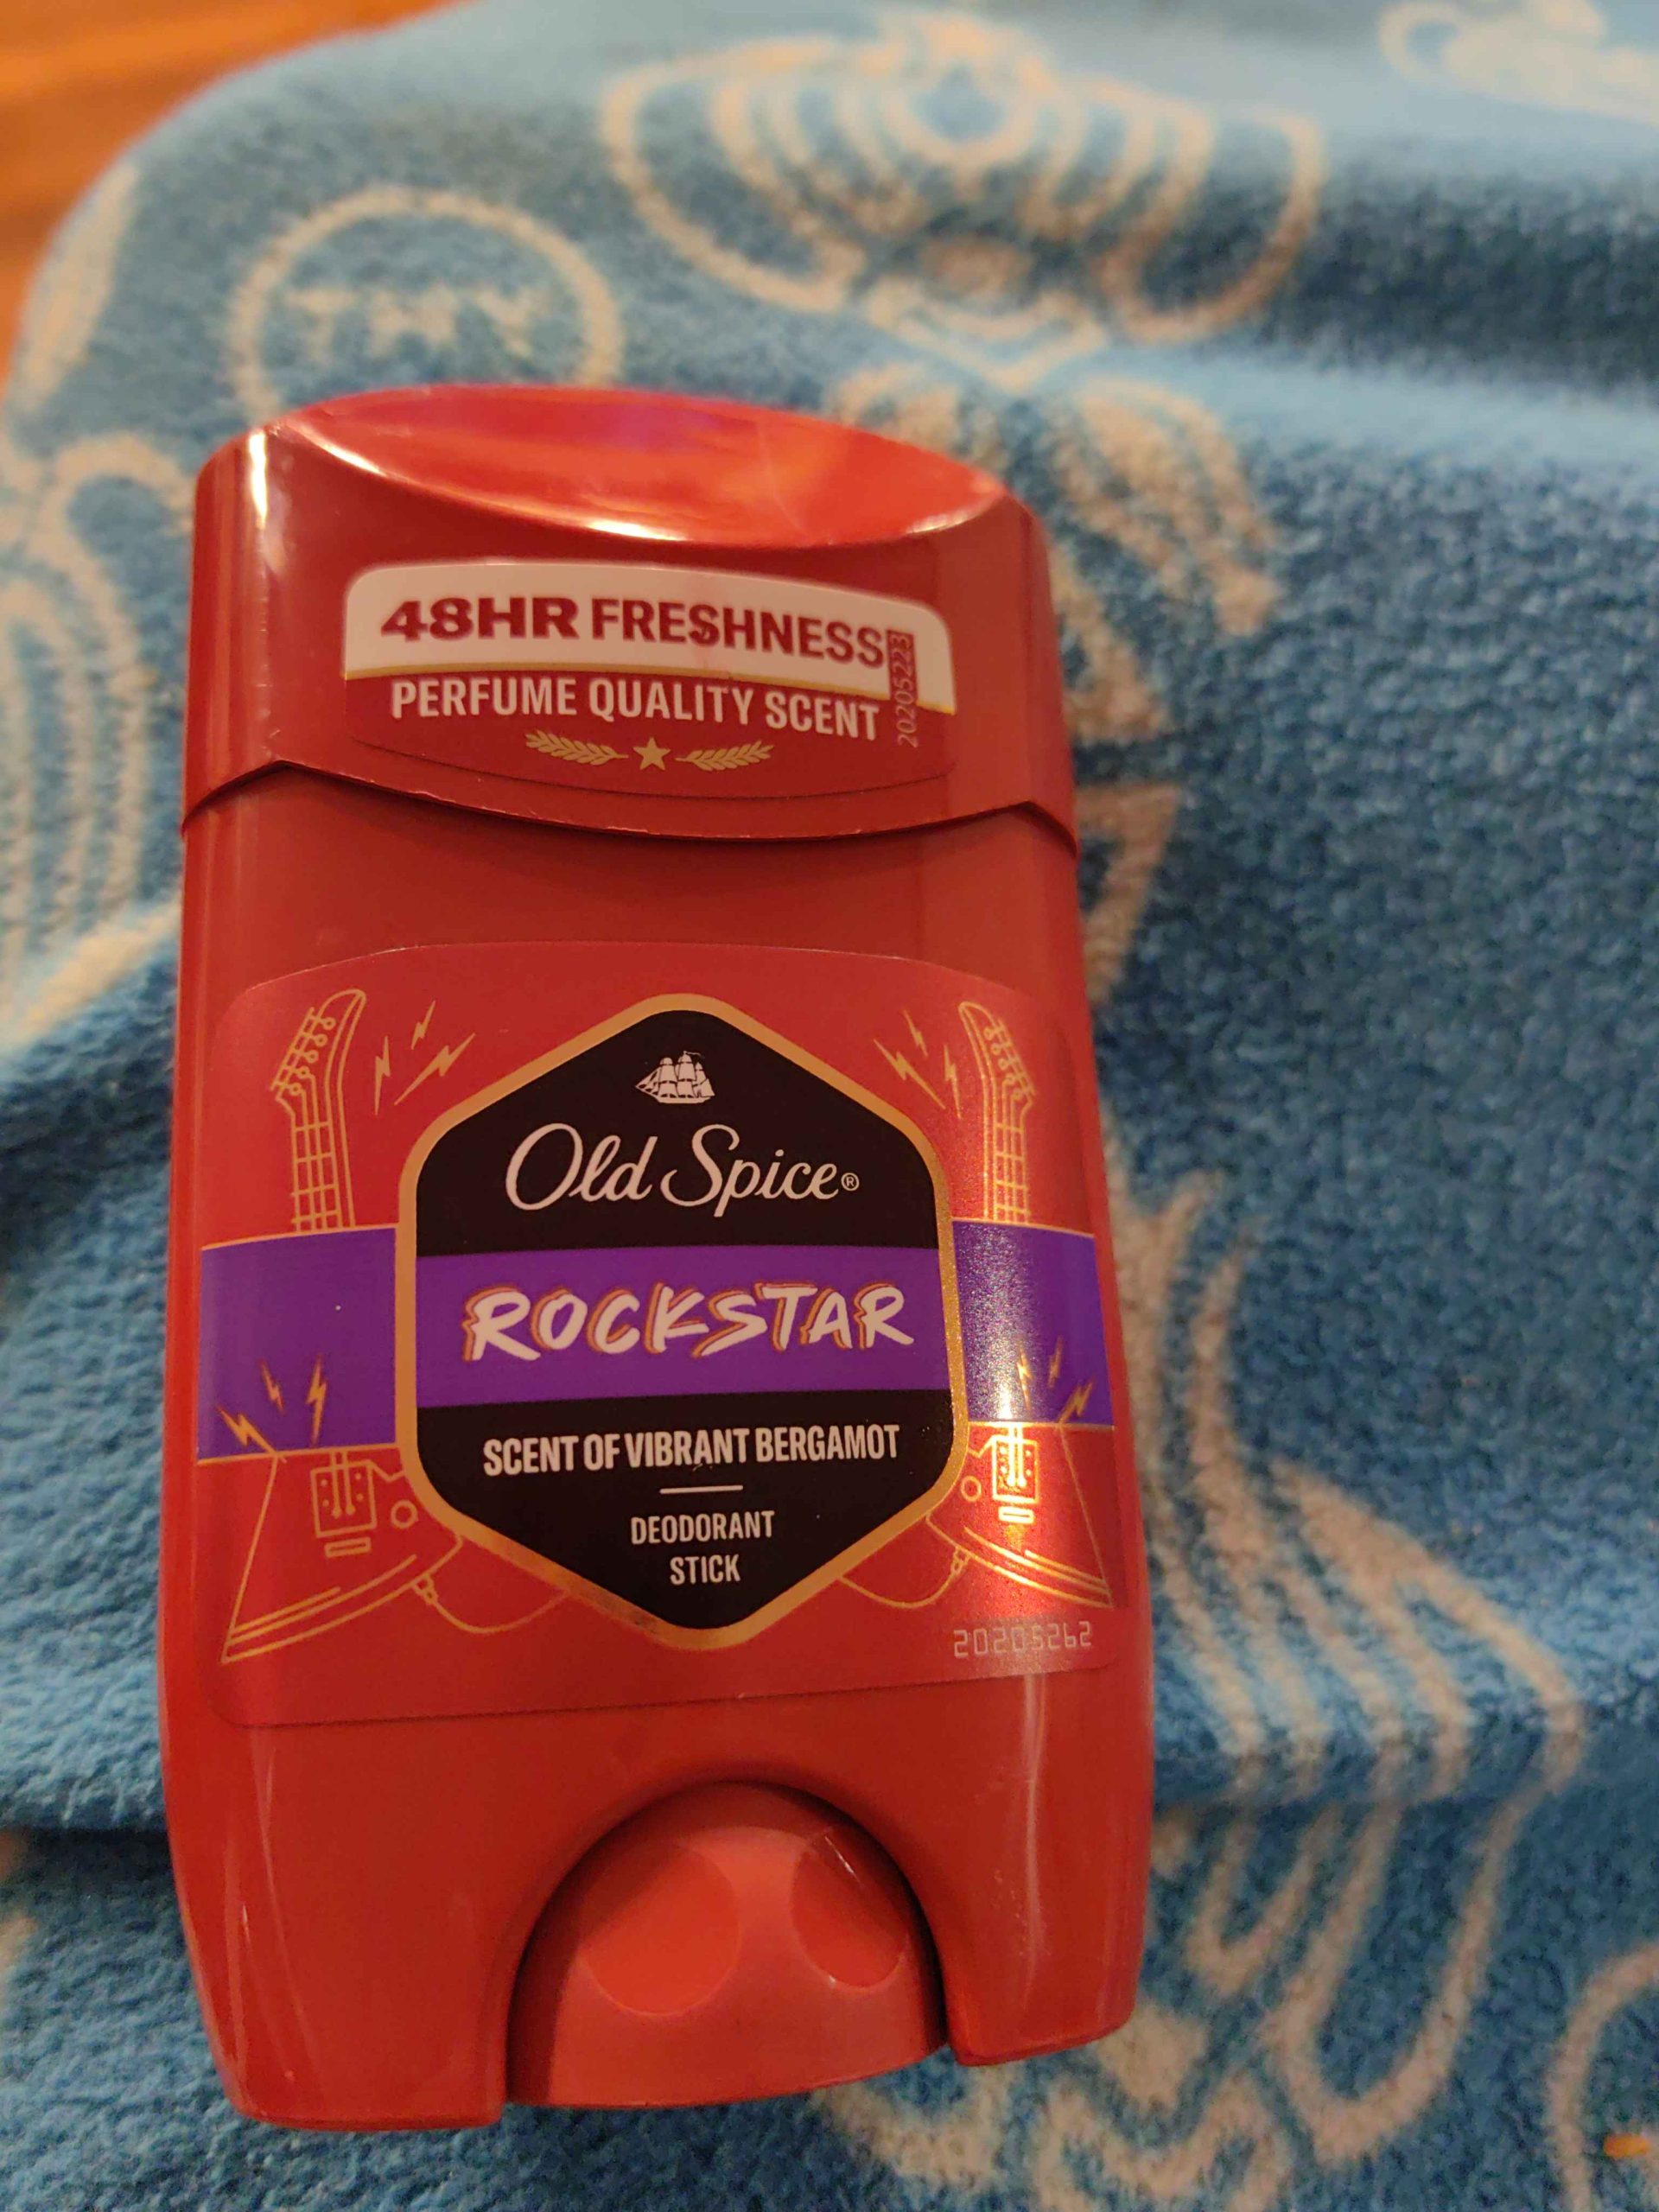 48HR FRESHNESS
PERFUME QUALITY SCENT
20205223
Old Spice®
ROCKSTAR
SCENT OF VIBRANT BERGAMOT
DEODORANT
STICK
20205262